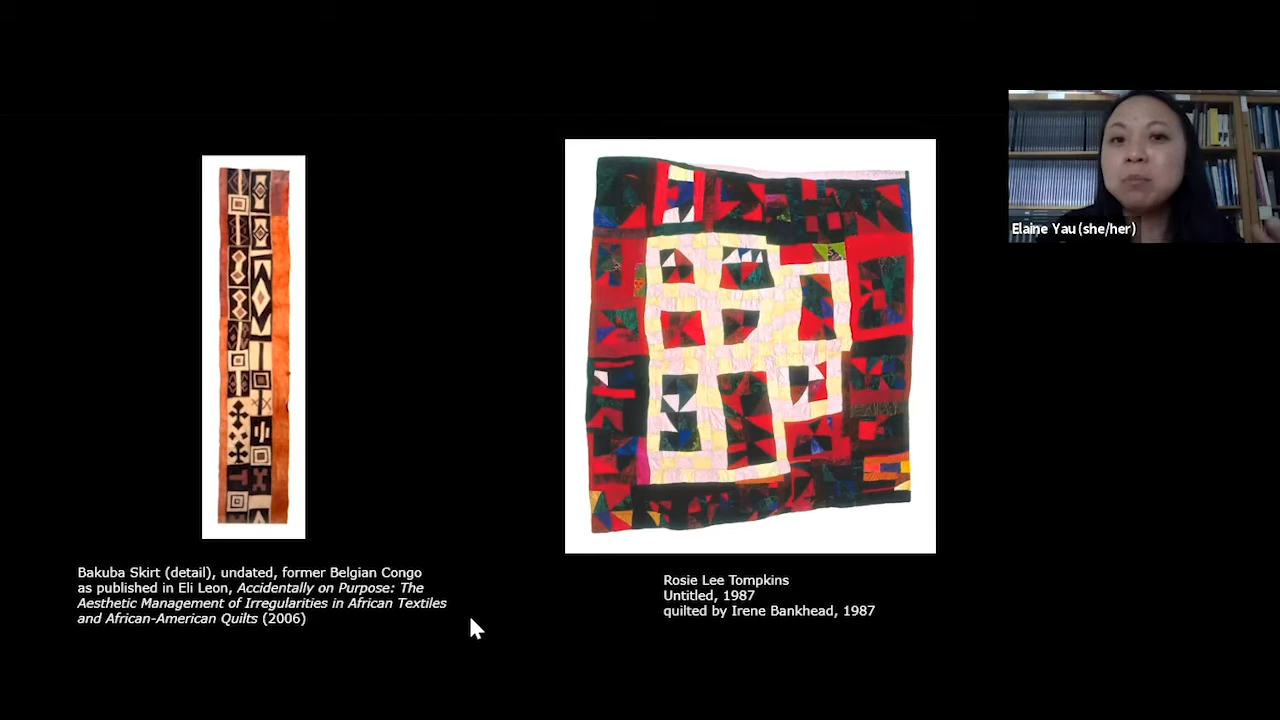 Elaine Yau (she/her)
Bakuba Skirt (detail), undated, former Belgian Congo
as published in Eli Leon, Accidentally on Purpose: The
Aesthetic Management of Irregularities in African Textiles
and African-American Quilts (2006)
Rosie Lee Tompkins
Untitled, 1987
quilted by Irene Bankhead, 1987